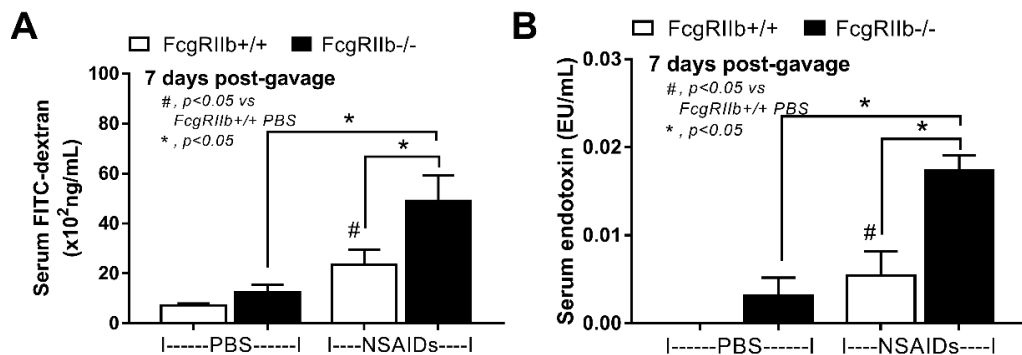 A
FcgRIIb+/+ FcgRIIb-/-
7 days post-gavage
#, p<0.05 vs
FcgRIIb+/+ PBS
*, p<0.05
Serum FITC-dextran
(x10²ng/mL)
100
80
60
40
20
0
*
*
#
I------PBS------I I----NSAIDs----I
B
FcgRIIb+/+ FcgRIIb-/-
7 days post-gavage
#, p<0.05 vs
FcgRIIb+/+ PBS
*, p<0.05
Serum endotoxin (EU/mL)
0.03
0.02
0.01
0.00
*
*
#
I------PBS------I I----NSAIDs----I